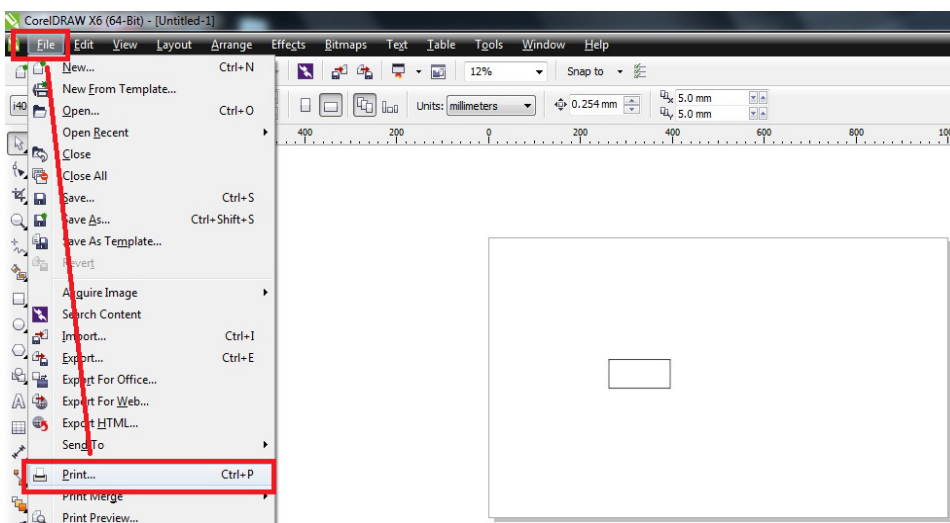 CorelDRAW X6 (64-Bit) - [Untitled-1]
File Edit View Layout Arrange Effects Bitmaps Text Table Tools Window Help
New... Ctrl+N
12% Snap to
New From Template...
i40
Open... Ctrl+O
Units: millimeters 0.254 mm
5.0 mm
5.0 mm
Open Recent
400 200 0 200 400 600 800 100
Close
Close All
Save... Ctrl+S
Save As... Ctrl+Shift+S
Save As Template...
Revert
Acquire Image
Search Content
Import... Ctrl+I
Export... Ctrl+E
Export For Office...
Export For Web...
Export HTML...
Send To
Print... Ctrl+P
Print Merge
Print Preview...